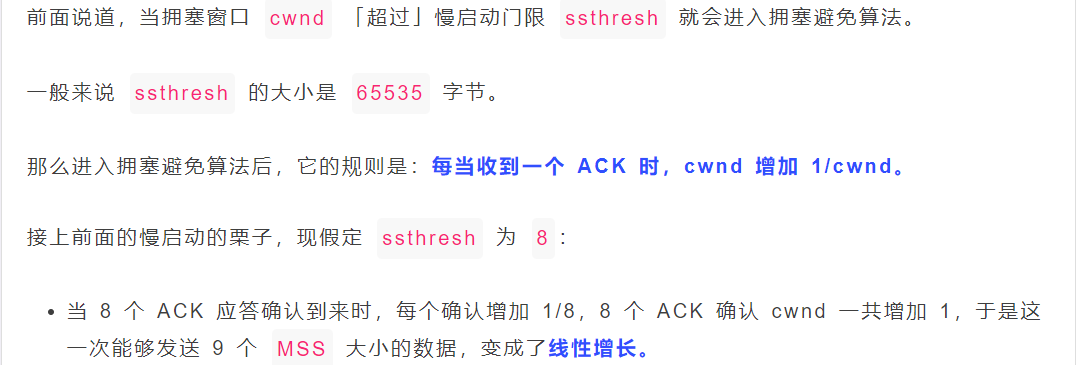 前面说道，当拥塞窗口 cwnd 「超过」慢启动门限 ssthresh 就会进入拥塞避免算法。
一般来说 ssthresh 的大小是 65535 字节。
那么进入拥塞避免算法后，它的规则是：每当收到一个 ACK 时，cwnd 增加 1/cwnd。
接上前面的慢启动的栗子，现假定 ssthresh 为 8：
• 当 8 个 ACK 应答确认到来时，每个确认增加 1/8，8 个 ACK 确认 cwnd 一共增加 1，于是这
一次能够发送 9 个 MSS 大小的数据，变成了线性增长。